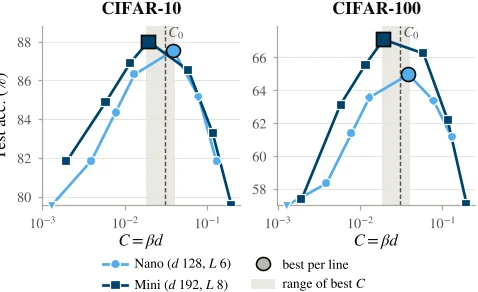 CIFAR-10
CIFAR-100
C₀
C₀
88
86
84
82
80
66
64
62
60
58
10⁻³
10⁻²
10⁻¹
10⁻³
10⁻²
10⁻¹
Test acc. (%)
C = βd
C = βd
Nano (d 128, L 6)
Mini (d 192, L 8)
best per line
range of best C